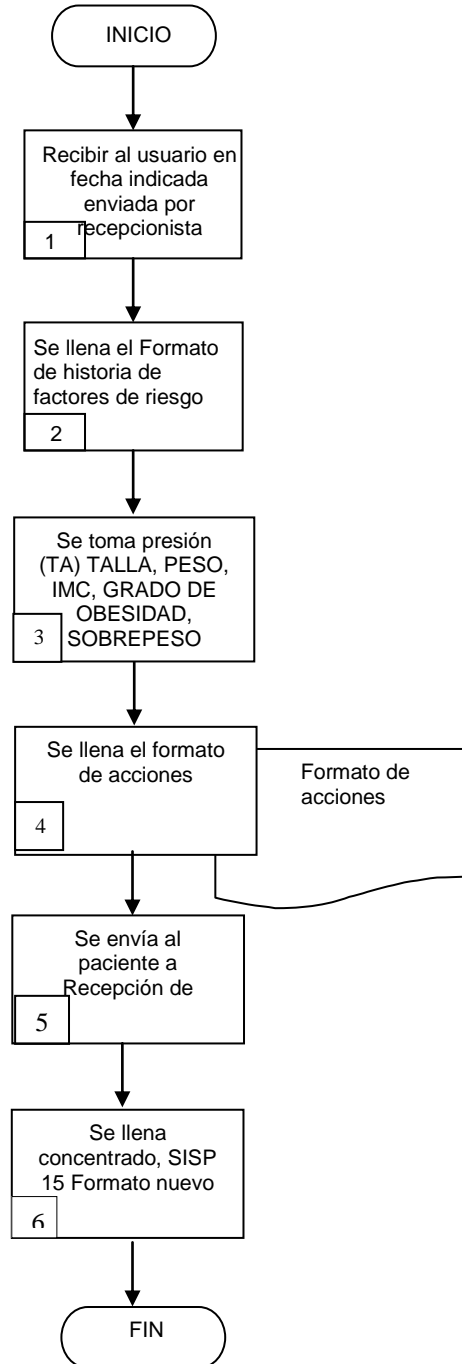 INICIO
Recibir al usuario en
fecha indicada
enviada por
recepcionista
1
Se llena el Formato
de historia de
factores de riesgo
2
Se toma presión
(TA) TALLA, PESO,
IMC, GRADO DE
OBESIDAD,
SOBREPESO
3
Se llena el formato
de acciones
4
Formato de
acciones
Se envía al
paciente a
Recepción de
5
Se llena
concentrado, SISP
15 Formato nuevo
6
FIN